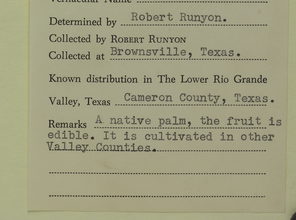 Vernacular Name
Determined by Robert Runyon.
Collected by ROBERT RUNYON
Collected at Brownsville, Texas.
Known distribution in The Lower Rio Grande
Valley, Texas Cameron County, Texas.
Remarks A native palm, the fruit is
edible. It is cultivated in other
Valley Counties.